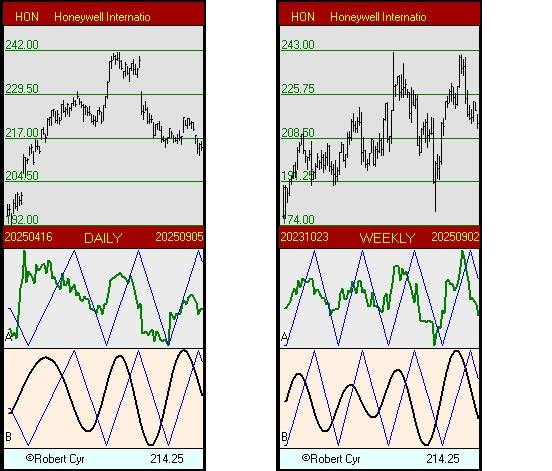 HON Honeywell Internatio
242.00
229.50
217.00
204.50
192.00
20250416 DAILY 20250905
A
B
©Robert Cyr 214.25
HON Honeywell Internatio
243.00
225.75
208.50
191.25
174.00
20231023 WEEKLY 20250902
A
B
©Robert Cyr 214.25